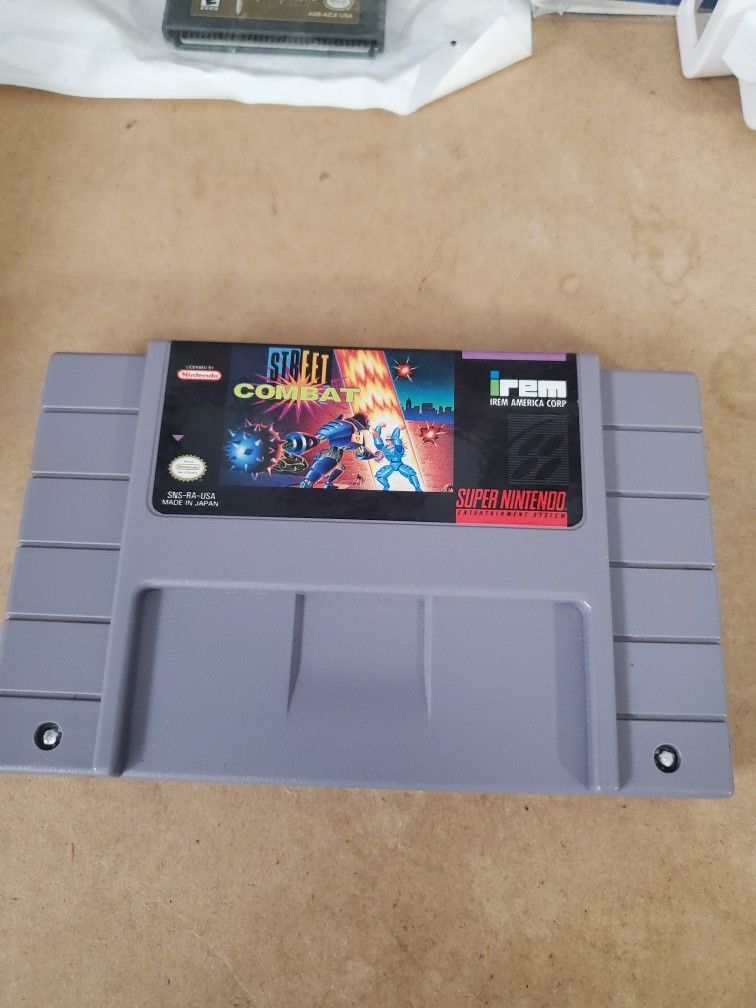 LICENSED BY
Nintendo
STREET
COMBAT
irem
IREM AMERICA CORP
Nintendo
SNS-RA-USA
MADE IN JAPAN
SUPER NINTENDO
ENTERTAINMENT SYSTEM